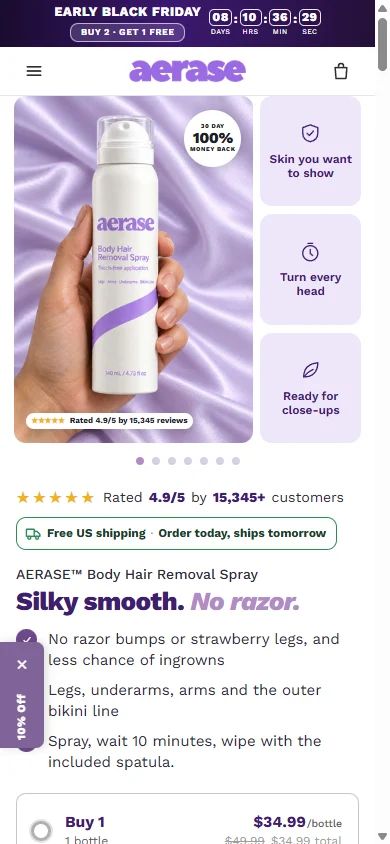 EARLY BLACK FRIDAY
BUY 2 · GET 1 FREE
08 : 10 : 36 : 29
DAYS HRS MIN SEC
aerase
30 DAY
100%
MONEY BACK
aerase
Body Hair
Removal Spray
Touch-free application
140 mL / 4.73 fl oz
★★★★★ Rated 4.9/5 by 15,345 reviews
Skin you want
to show
Turn every
head
Ready for
close-ups
★★★★★ Rated 4.9/5 by 15,345+ customers
Free US shipping · Order today, ships tomorrow
AERASE™ Body Hair Removal Spray
Silky smooth. No razor.
No razor bumps or strawberry legs, and
less chance of ingrowns
Legs, underarms, arms and the outer
bikini line
Spray, wait 10 minutes, wipe with the
included spatula.
10% Off
Buy 1
$34.99/bottle
1 bottle
$49.99 $34.99 total